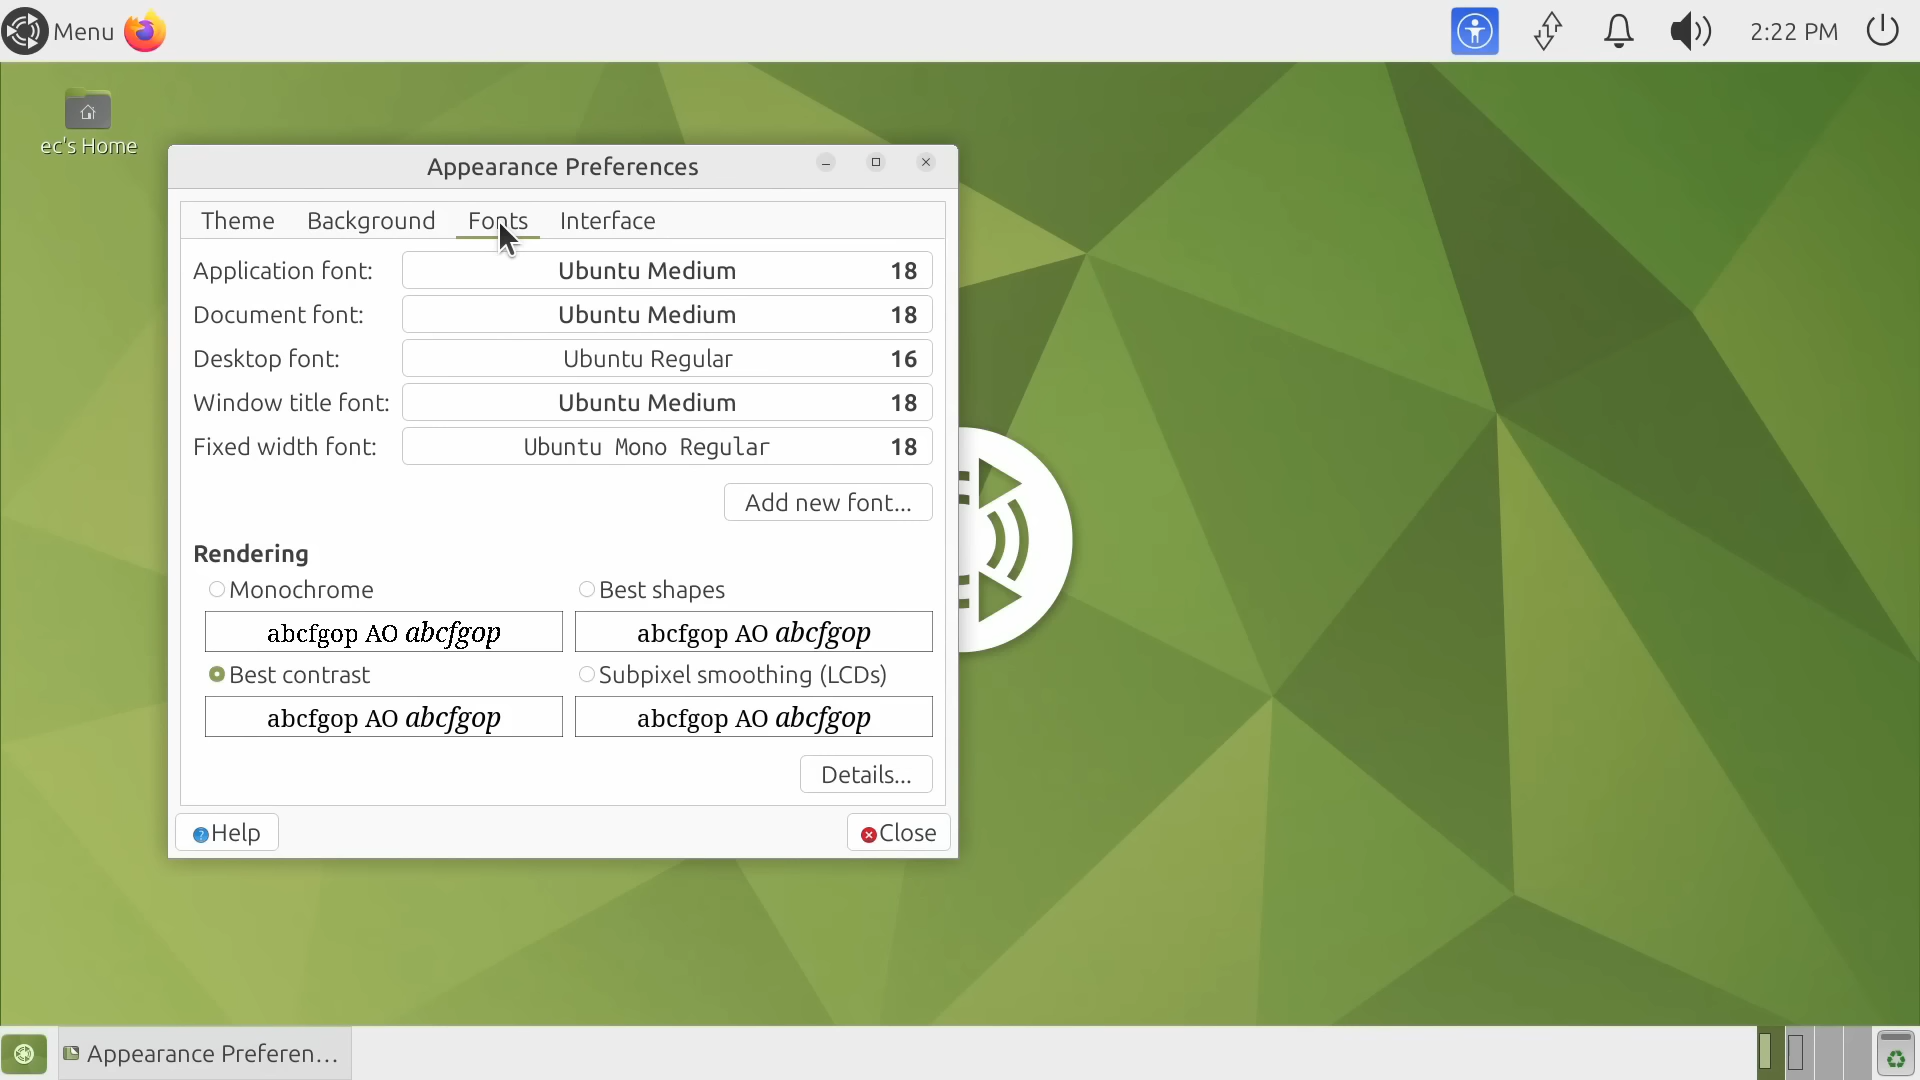 Menu
2:22 PM
ec's Home
Appearance Preferences
Theme Background Fonts Interface
Application font: Ubuntu Medium 18
Document font: Ubuntu Medium 18
Desktop font: Ubuntu Regular 16
Window title font: Ubuntu Medium 18
Fixed width font: Ubuntu Mono Regular 18
Add new font...
Rendering
Monochrome Best shapes
abcfgop AO abcfgop abcfgop AO abcfgop
Best contrast Subpixel smoothing (LCDs)
abcfgop AO abcfgop abcfgop AO abcfgop
Details...
Help Close
Appearance Preferen...